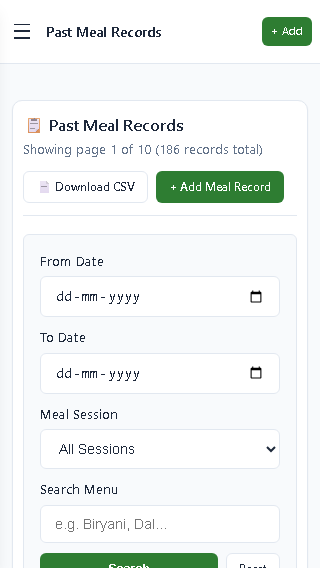 ☰ Past Meal Records + Add
📋 Past Meal Records
Showing page 1 of 10 (186 records total)
Download CSV + Add Meal Record
From Date
dd-mm-yyyy
To Date
dd-mm-yyyy
Meal Session
All Sessions
Search Menu
e.g. Biryani, Dal...
Search Reset